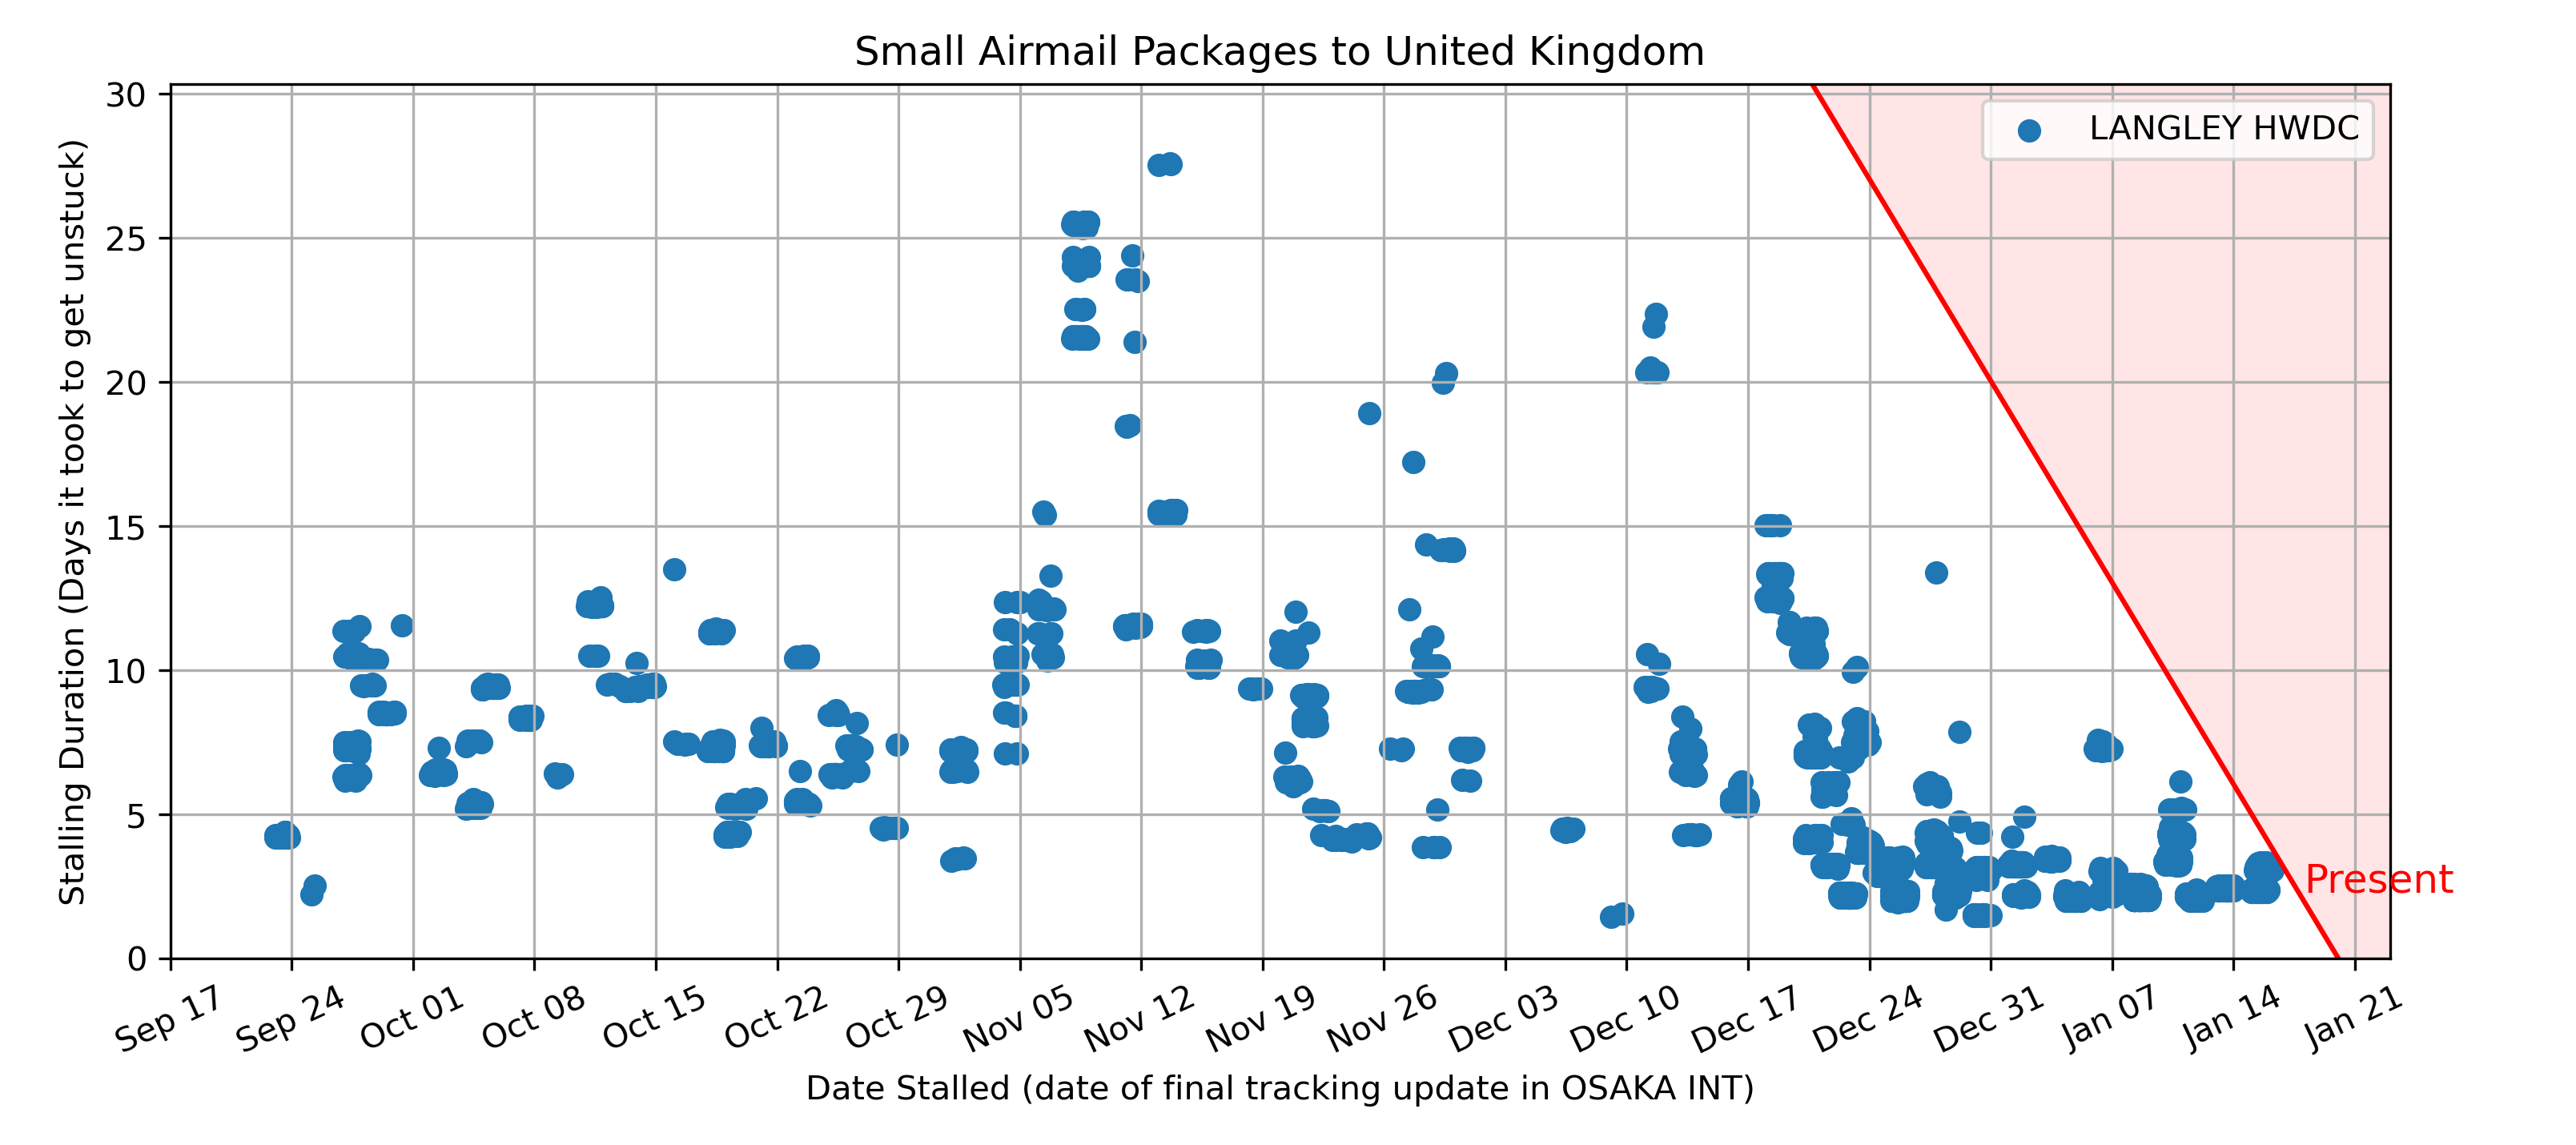 Small Airmail Packages to United Kingdom
LANGLEY HWDC
Stalling Duration (Days it took to get unstuck)
30
25
20
15
10
5
0
Present
Sep 17
Sep 24
Oct 01
Oct 08
Oct 15
Oct 22
Oct 29
Nov 05
Nov 12
Nov 19
Nov 26
Dec 03
Dec 10
Dec 17
Dec 24
Dec 31
Jan 07
Jan 14
Jan 21
Date Stalled (date of final tracking update in OSAKA INT)